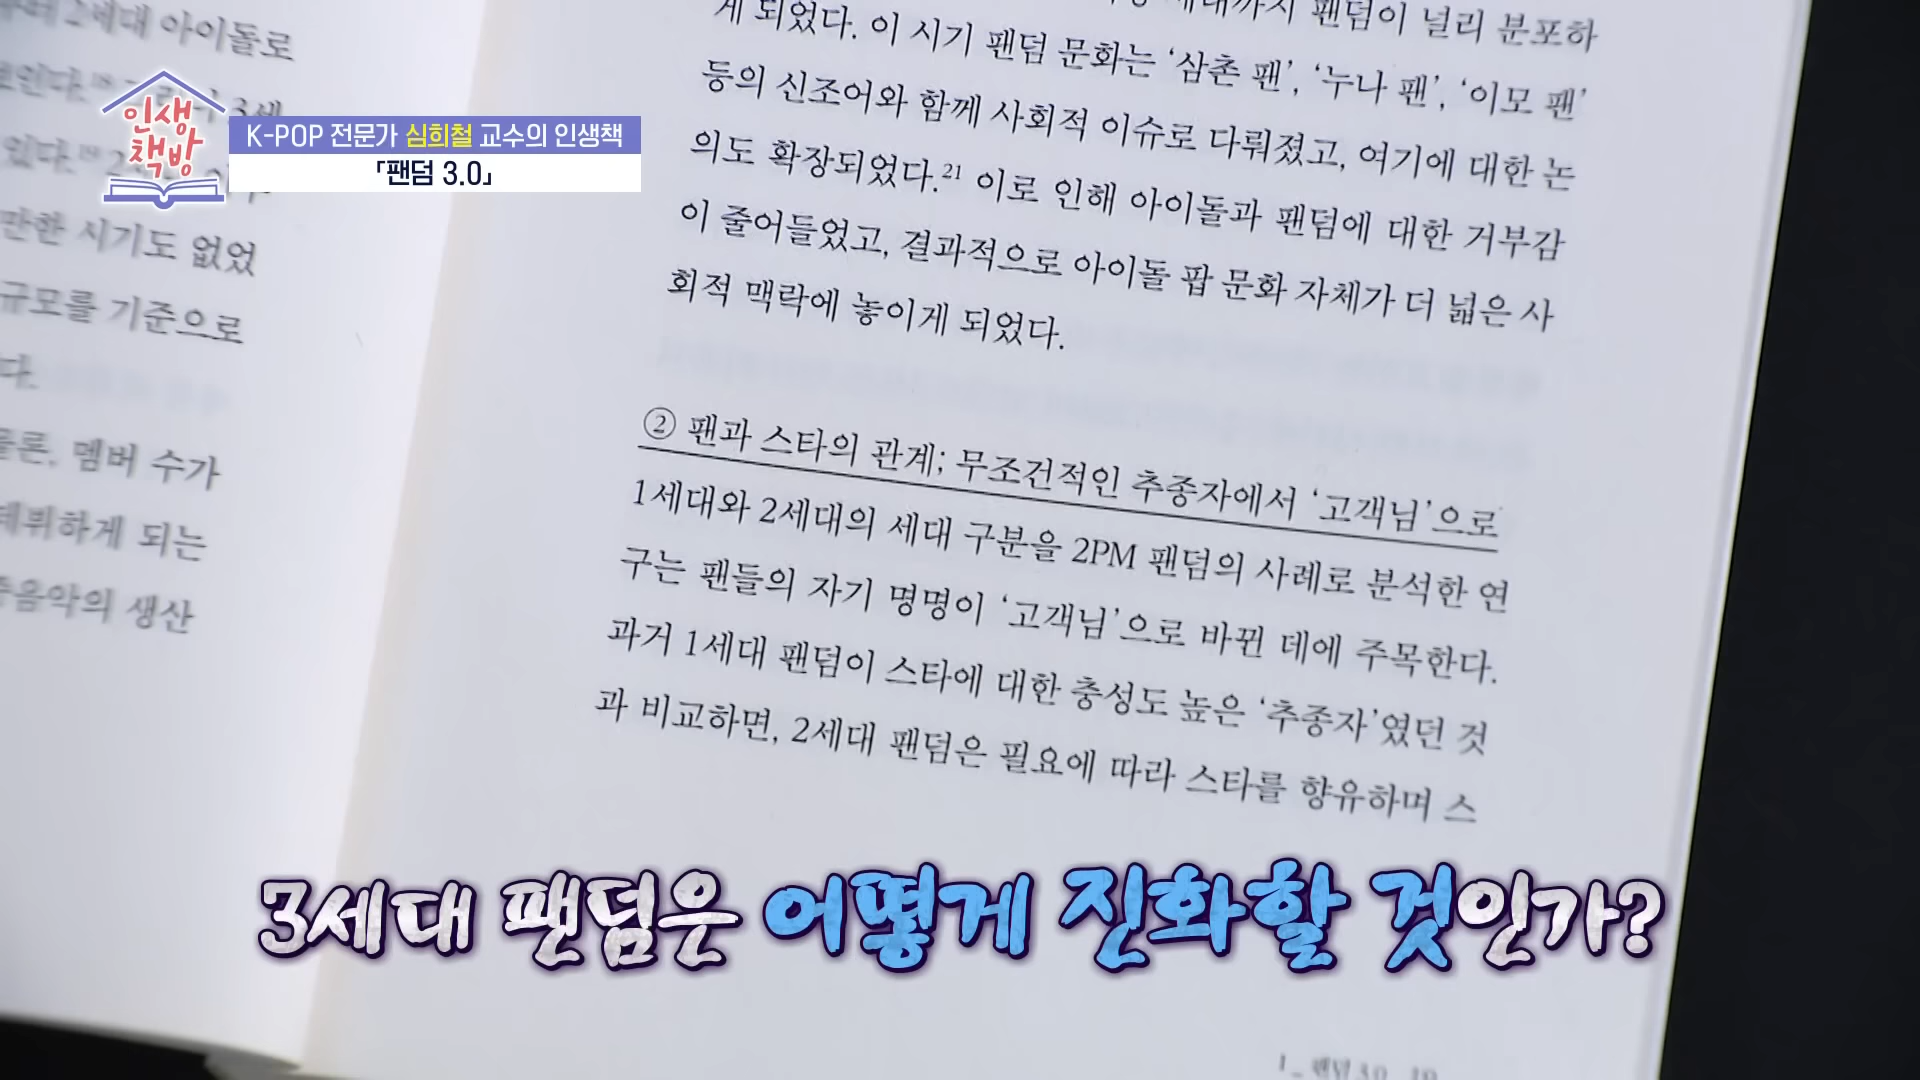 인생책방
K-POP 전문가 심희철 교수의 인생책
「팬덤 3.0」
2세대 아이돌로
만한 시기도 없었
규모를 기준으로
다.
멤버 수가
데뷔하게 되는
음악의 생산
팬덤이 널리 분포하
게 되었다. 이 시기 팬덤 문화는 ‘삼촌 팬’, ‘누나 팬’, ‘이모 팬’
등의 신조어와 함께 사회적 이슈로 다뤄졌고, 여기에 대한 논
의도 확장되었다.21 이로 인해 아이돌과 팬덤에 대한 거부감
이 줄어들었고, 결과적으로 아이돌 팝 문화 자체가 더 넓은 사
회적 맥락에 놓이게 되었다.
② 팬과 스타의 관계; 무조건적인 추종자에서 ‘고객님’으로
1세대와 2세대의 세대 구분을 2PM 팬덤의 사례로 분석한 연
구는 팬들의 자기 명명이 ‘고객님’으로 바뀐 데에 주목한다.
과거 1세대 팬덤이 스타에 대한 충성도 높은 ‘추종자’였던 것
과 비교하면, 2세대 팬덤은 필요에 따라 스타를 향유하며 스
3세대 팬덤은 어떻게 진화할 것인가?
1_ 팬덤 3.0